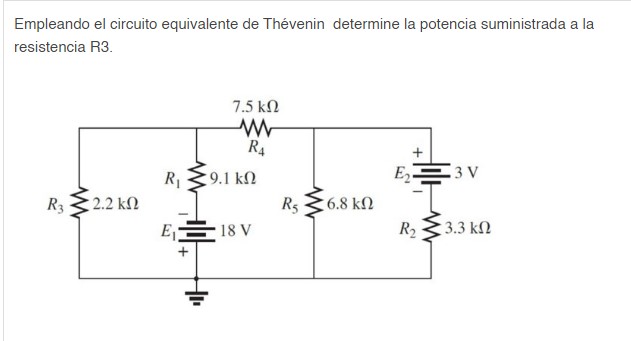 Empleando el circuito equivalente de Thévenin determine la potencia suministrada a la
resistencia R3.
7.5 kΩ
R4
R1 9.1 kΩ
+
E2 3 V
−
R3 2.2 kΩ
R5 6.8 kΩ
−
E1 18 V
+
R2 3.3 kΩ